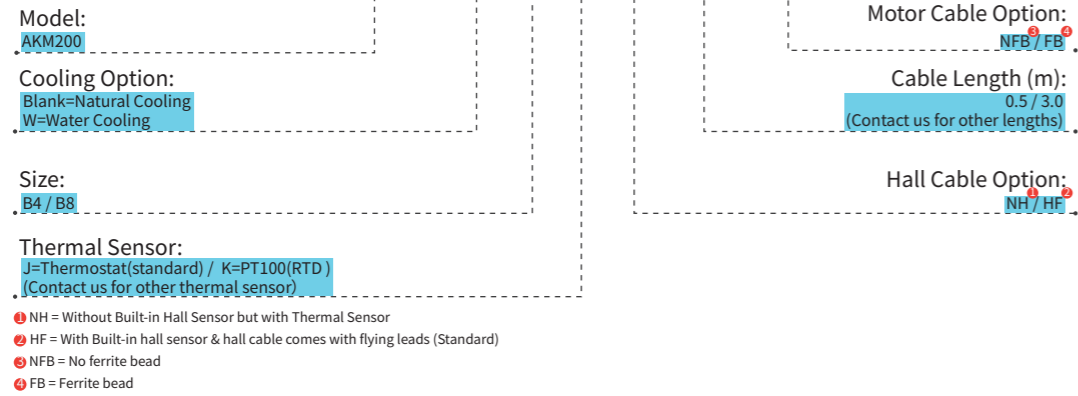 Model:
AKM200
Cooling Option:
Blank=Natural Cooling
W=Water Cooling
Size:
B4 / B8
Thermal Sensor:
J=Thermostat(standard) / K=PT100(RTD )
(Contact us for other thermal sensor)
Motor Cable Option:
3 4
NFB / FB
Cable Length (m):
0.5 / 3.0
(Contact us for other lengths)
Hall Cable Option:
1 2
NH / HF
1 NH = Without Built-in Hall Sensor but with Thermal Sensor
2 HF = With Built-in hall sensor & hall cable comes with flying leads (Standard)
3 NFB = No ferrite bead
4 FB = Ferrite bead